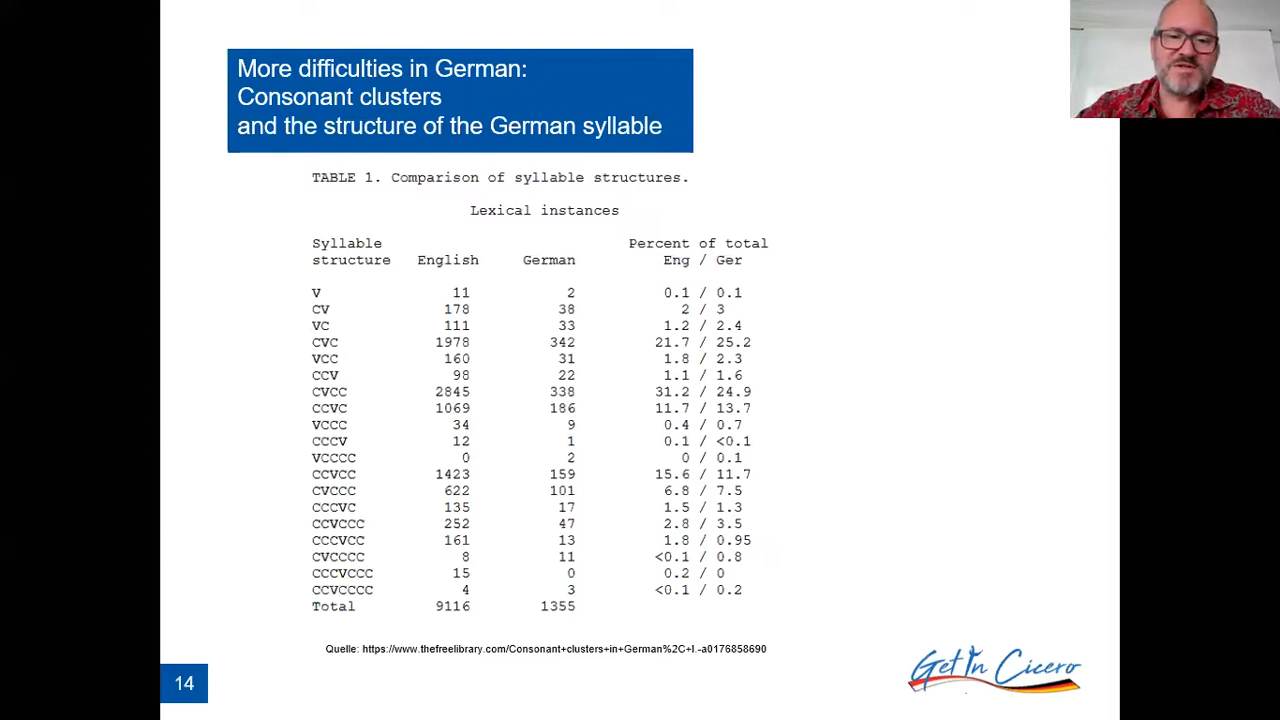 More difficulties in German:
Consonant clusters
and the structure of the German syllable
TABLE 1. Comparison of syllable structures.
Lexical instances
Syllable Percent of total
structure English German Eng / Ger
V 11 2 0.1 / 0.1
CV 178 38 2 / 3
VC 111 33 1.2 / 2.4
CVC 1978 342 21.7 / 25.2
VCC 160 31 1.8 / 2.3
CCV 98 22 1.1 / 1.6
CVCC 2845 338 31.2 / 24.9
CCVC 1069 186 11.7 / 13.7
VCCC 34 9 0.4 / 0.7
CCCV 12 1 0.1 / <0.1
VCCCC 0 2 0 / 0.1
CCVCC 1423 159 15.6 / 11.7
CVCCC 622 101 6.8 / 7.5
CCCVC 135 17 1.5 / 1.3
CCVCCC 252 47 2.8 / 3.5
CCCVCC 161 13 1.8 / 0.95
CVCCCC 8 11 <0.1 / 0.8
CCCVCCC 15 0 0.2 / 0
CCVCCCC 4 3 <0.1 / 0.2
Total 9116 1355
Quelle: https://www.thefreelibrary.com/Consonant+clusters+in+German%2C+I.-a0176858690
14
Get In Cicero